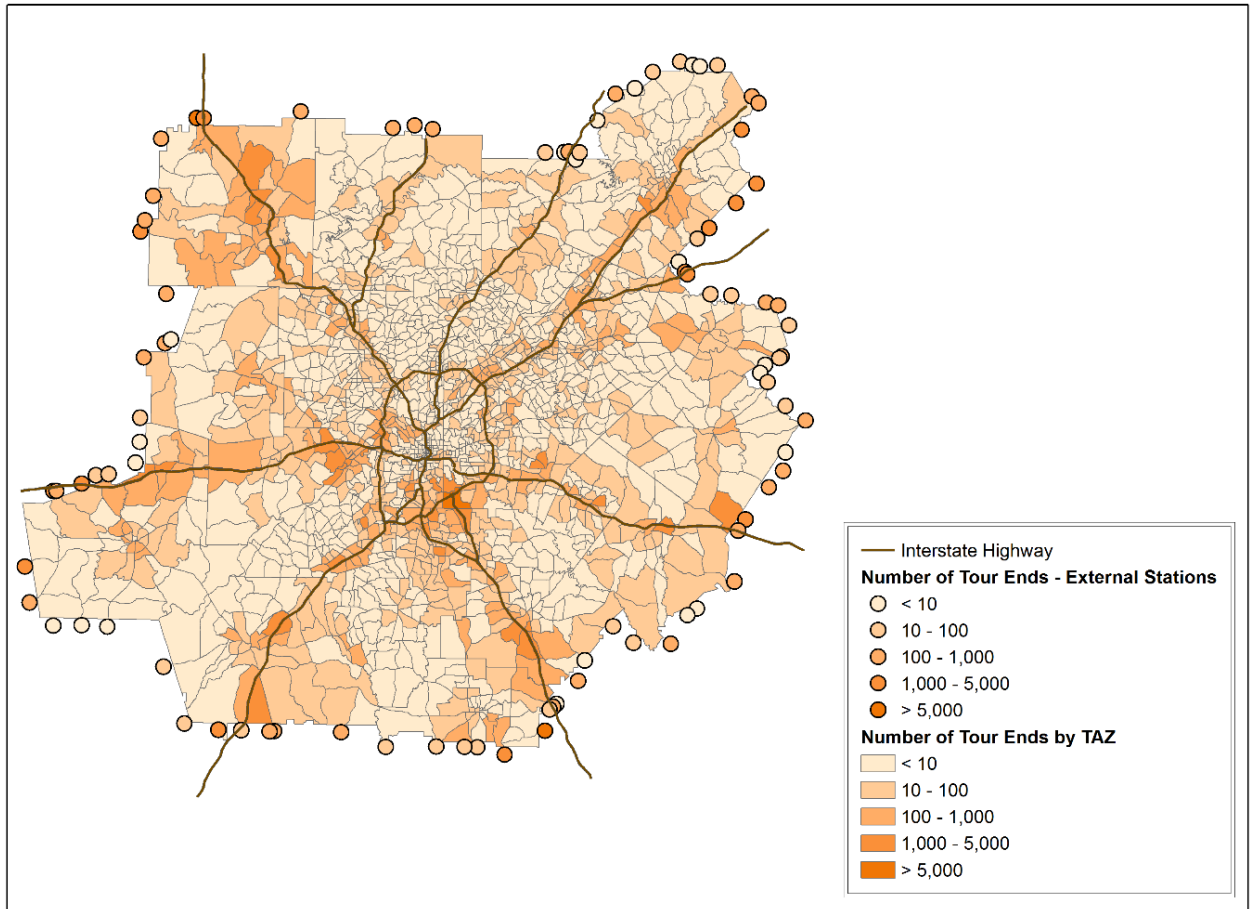 Interstate Highway
Number of Tour Ends - External Stations
< 10
10 - 100
100 - 1,000
1,000 - 5,000
> 5,000
Number of Tour Ends by TAZ
< 10
10 - 100
100 - 1,000
1,000 - 5,000
> 5,000